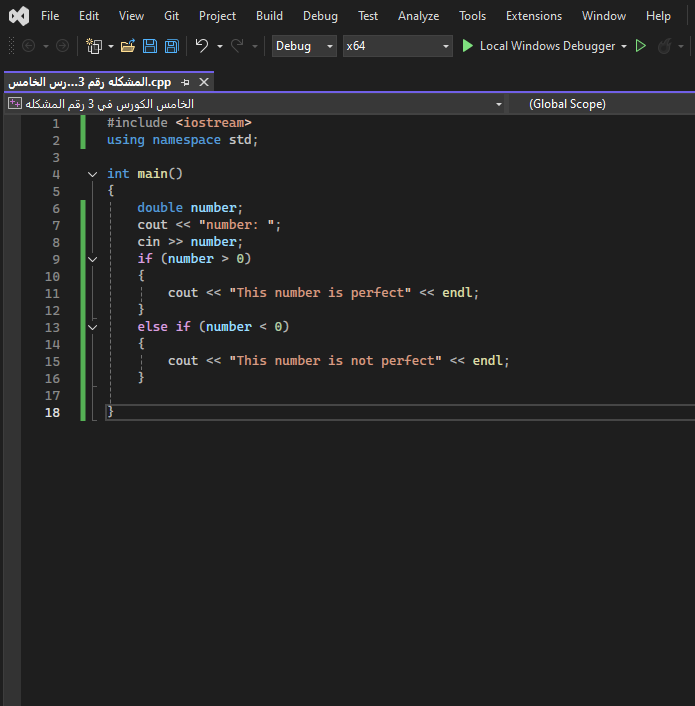 File Edit View Git Project Build Debug Test Analyze Tools Extensions Window Help
Debug x64 Local Windows Debugger
المشكله رقم 3...رس الخامس.cpp
الخامس الكورس في 3 رقم المشكله (Global Scope)
1 #include <iostream>
2 using namespace std;
3
4 int main()
5 {
6 double number;
7 cout << "number: ";
8 cin >> number;
9 if (number > 0)
10 {
11 cout << "This number is perfect" << endl;
12 }
13 else if (number < 0)
14 {
15 cout << "This number is not perfect" << endl;
16 }
17
18 }